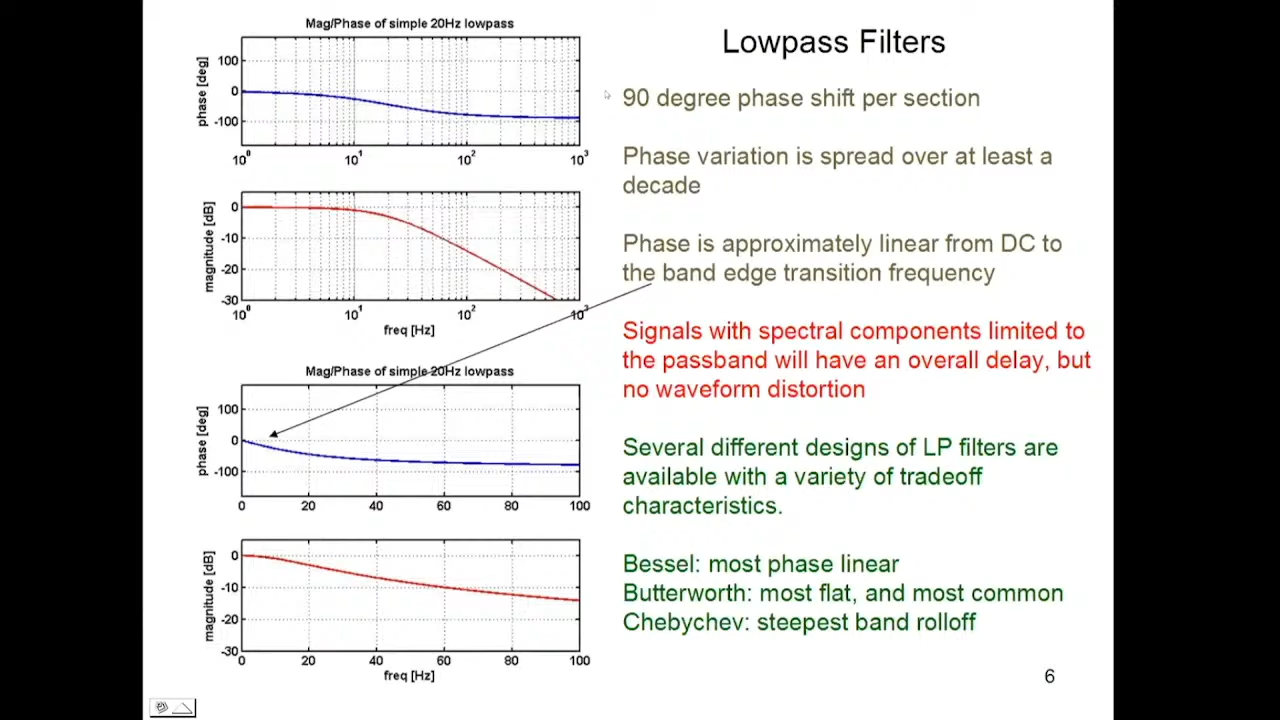 Lowpass Filters
90 degree phase shift per section
Phase variation is spread over at least a
decade
Phase is approximately linear from DC to
the band edge transition frequency
Signals with spectral components limited to
the passband will have an overall delay, but
no waveform distortion
Several different designs of LP filters are
available with a variety of tradeoff
characteristics.
Bessel: most phase linear
Butterworth: most flat, and most common
Chebychev: steepest band rolloff
6
Mag/Phase of simple 20Hz lowpass
phase [deg]
100
0
-100
10^0 10^1 10^2 10^3
magnitude [dB]
0
-10
-20
-30
10^0 10^1 10^2 10^3
freq [Hz]
Mag/Phase of simple 20Hz lowpass
phase [deg]
100
0
-100
0 20 40 60 80 100
magnitude [dB]
0
-10
-20
-30
0 20 40 60 80 100
freq [Hz]